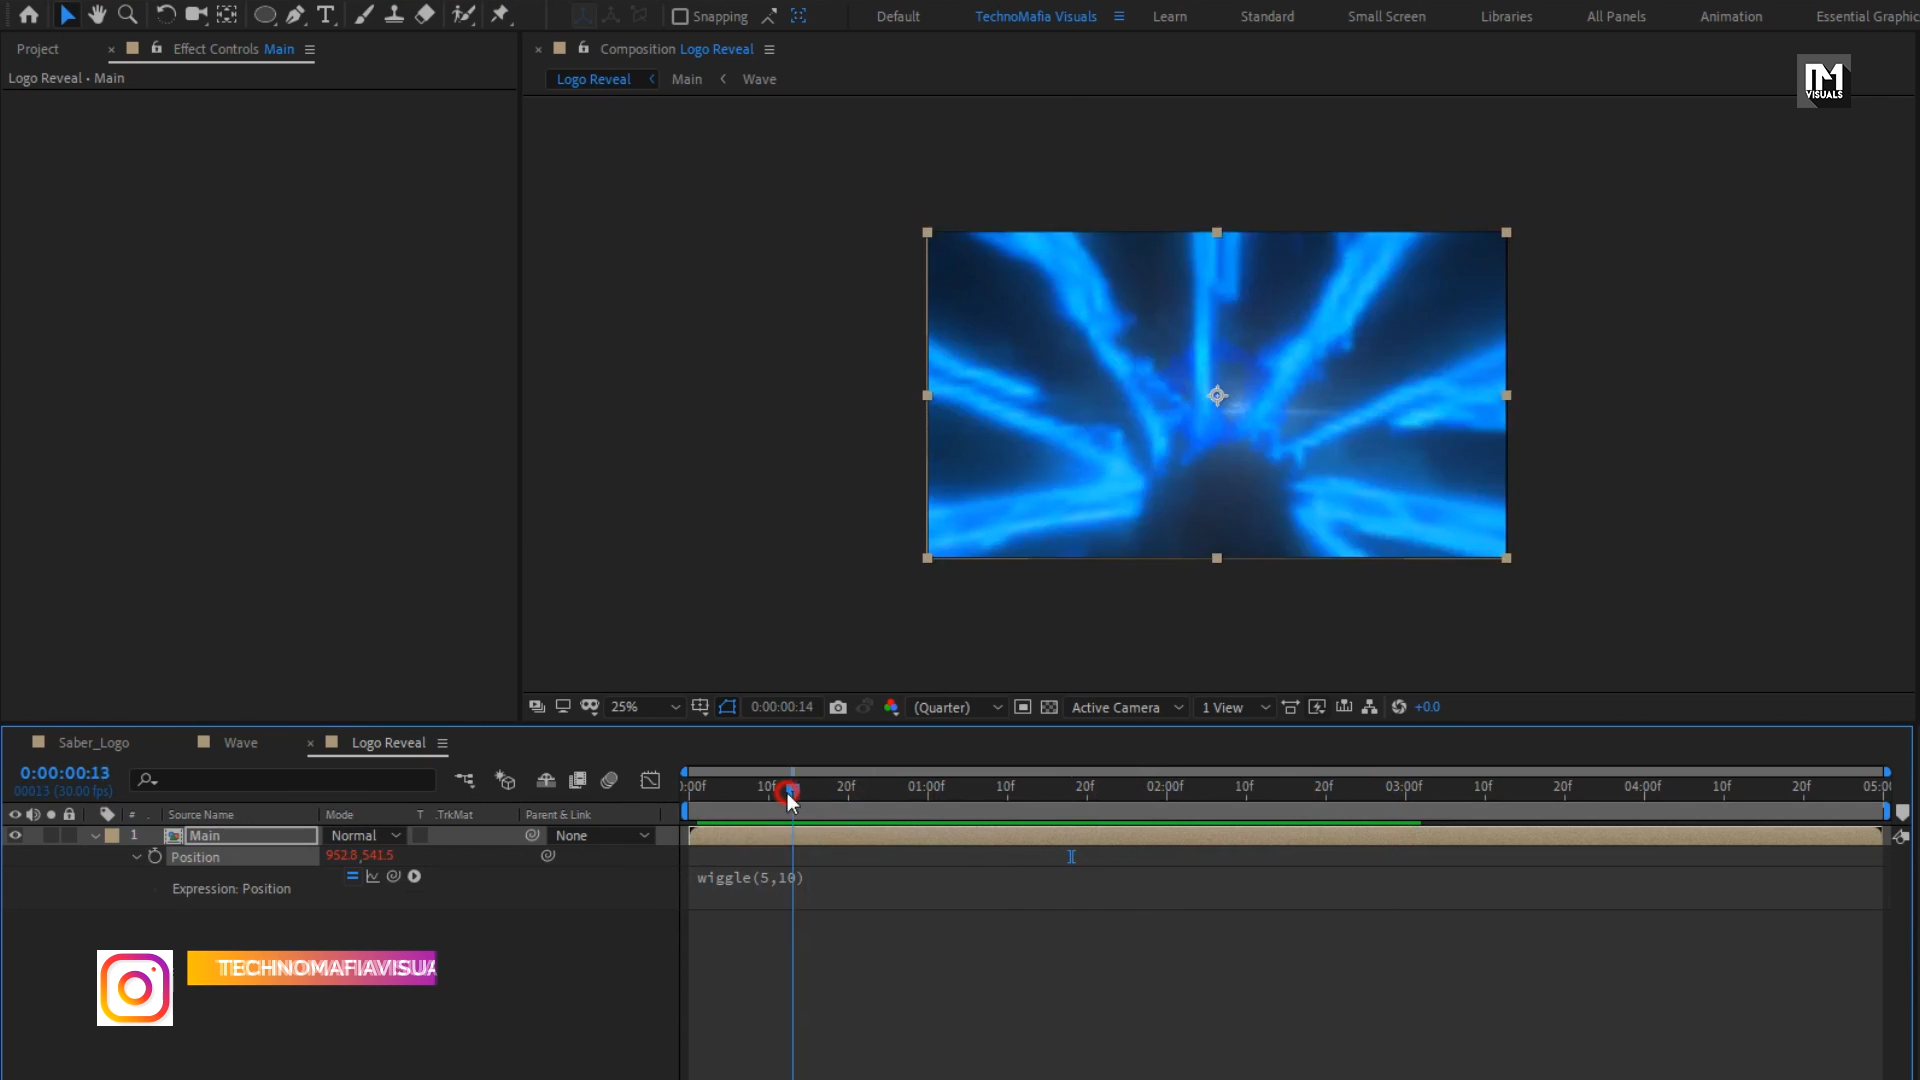 Snapping
Default
TechnoMafia Visuals
Learn
Standard
Small Screen
Libraries
All Panels
Animation
Essential Graphic
Project
Effect Controls Main
Composition Logo Reveal
Logo Reveal • Main
Logo Reveal
Main
Wave
VISUALS
25%
0:00:00:14
(Quarter)
Active Camera
1 View
+0.0
Saber_Logo
Wave
Logo Reveal
0:00:00:13
00013 (30.00 fps)
):00f 10f 20f 01:00f 10f 20f 02:00f 10f 20f 03:00f 10f 20f 04:00f 10f 20f 05:00
# Source Name Mode T .TrkMat Parent & Link
1 Main Normal None
Position 952.8,541.5
Expression: Position
wiggle(5,10)
TECHNOMAFIAVISUA